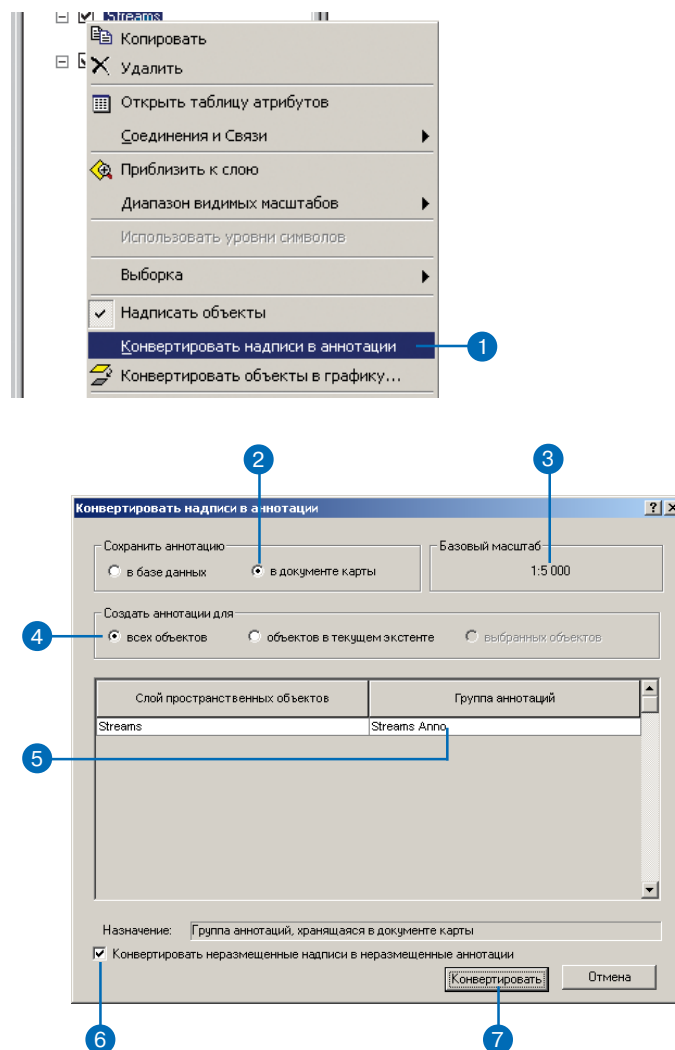 Streams
Копировать
Удалить
Открыть таблицу атрибутов
Соединения и Связи
Приблизить к слою
Диапазон видимых масштабов
Использовать уровни символов
Выборка
Надписать объекты
Конвертировать надписи в аннотации
1
Конвертировать объекты в графику...
2 3
Конвертировать надписи в аннотации
Сохранить аннотацию Базовый масштаб
в базе данных в документе карты 1:5 000
Создать аннотации для
4 всех объектов объектов в текущем экстенте выбранных объектов
Слой пространственных объектов Группа аннотаций
Streams Streams Anno
5
Назначение: Группа аннотаций, хранящаяся в документе карты
Конвертировать неразмещенные надписи в неразмещенные аннотации
Конвертировать Отмена
6 7